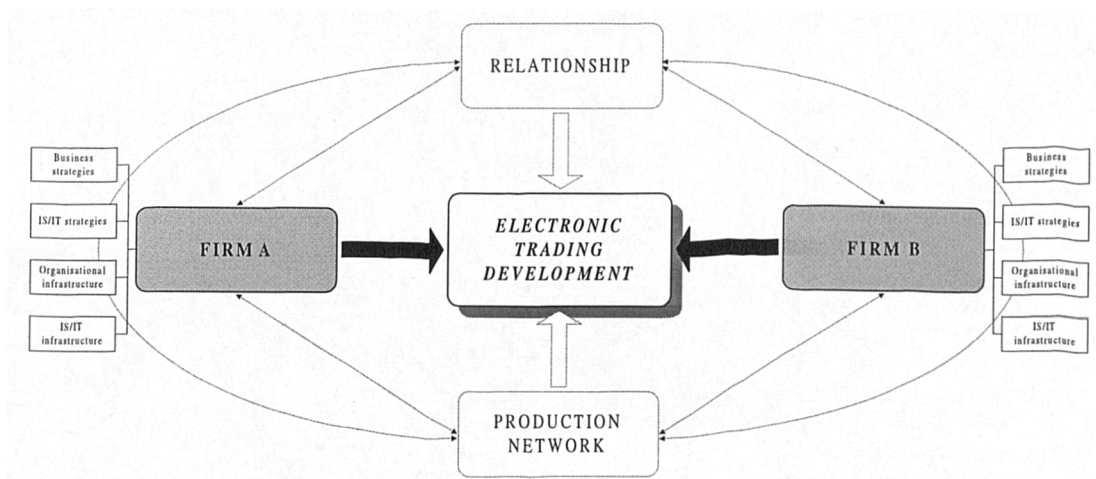 RELATIONSHIP
Business
strategies
IS/IT strategies
Organisational
infrastructure
IS/IT
infrastructure
FIRM A
ELECTRONIC
TRADING
DEVELOPMENT
FIRM B
Business
strategies
IS/IT strategies
Organisational
infrastructure
IS/IT
infrastructure
PRODUCTION
NETWORK